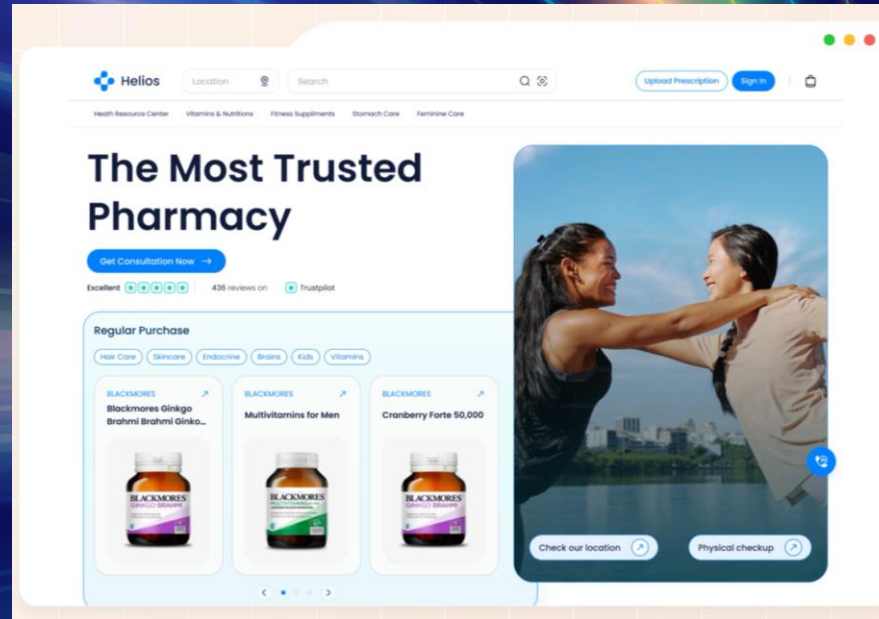 Helios
Location
Search
Upload Prescription
Sign In
Heath Resource Center
Vitamins & Nutritions
Fitness Suppliments
Stomach Care
Feminine Care
The Most Trusted
Pharmacy
Get Consultation Now
Excellent
436 reviews on
Trustpilot
Regular Purchase
Hair Care
Skincare
Endocrine
Brains
Kids
Vitamins
BLACKMORES
Blackmores Ginkgo
Brahmi Brahmi Ginko...
BLACKMORES
GINKGO BRAHMI
BLACKMORES
Multivitamins for Men
BLACKMORES
BLACKMORES
Cranberry Forte 50,000
BLACKMORES
GINKGO BRAHMI
Check our location
Physical checkup